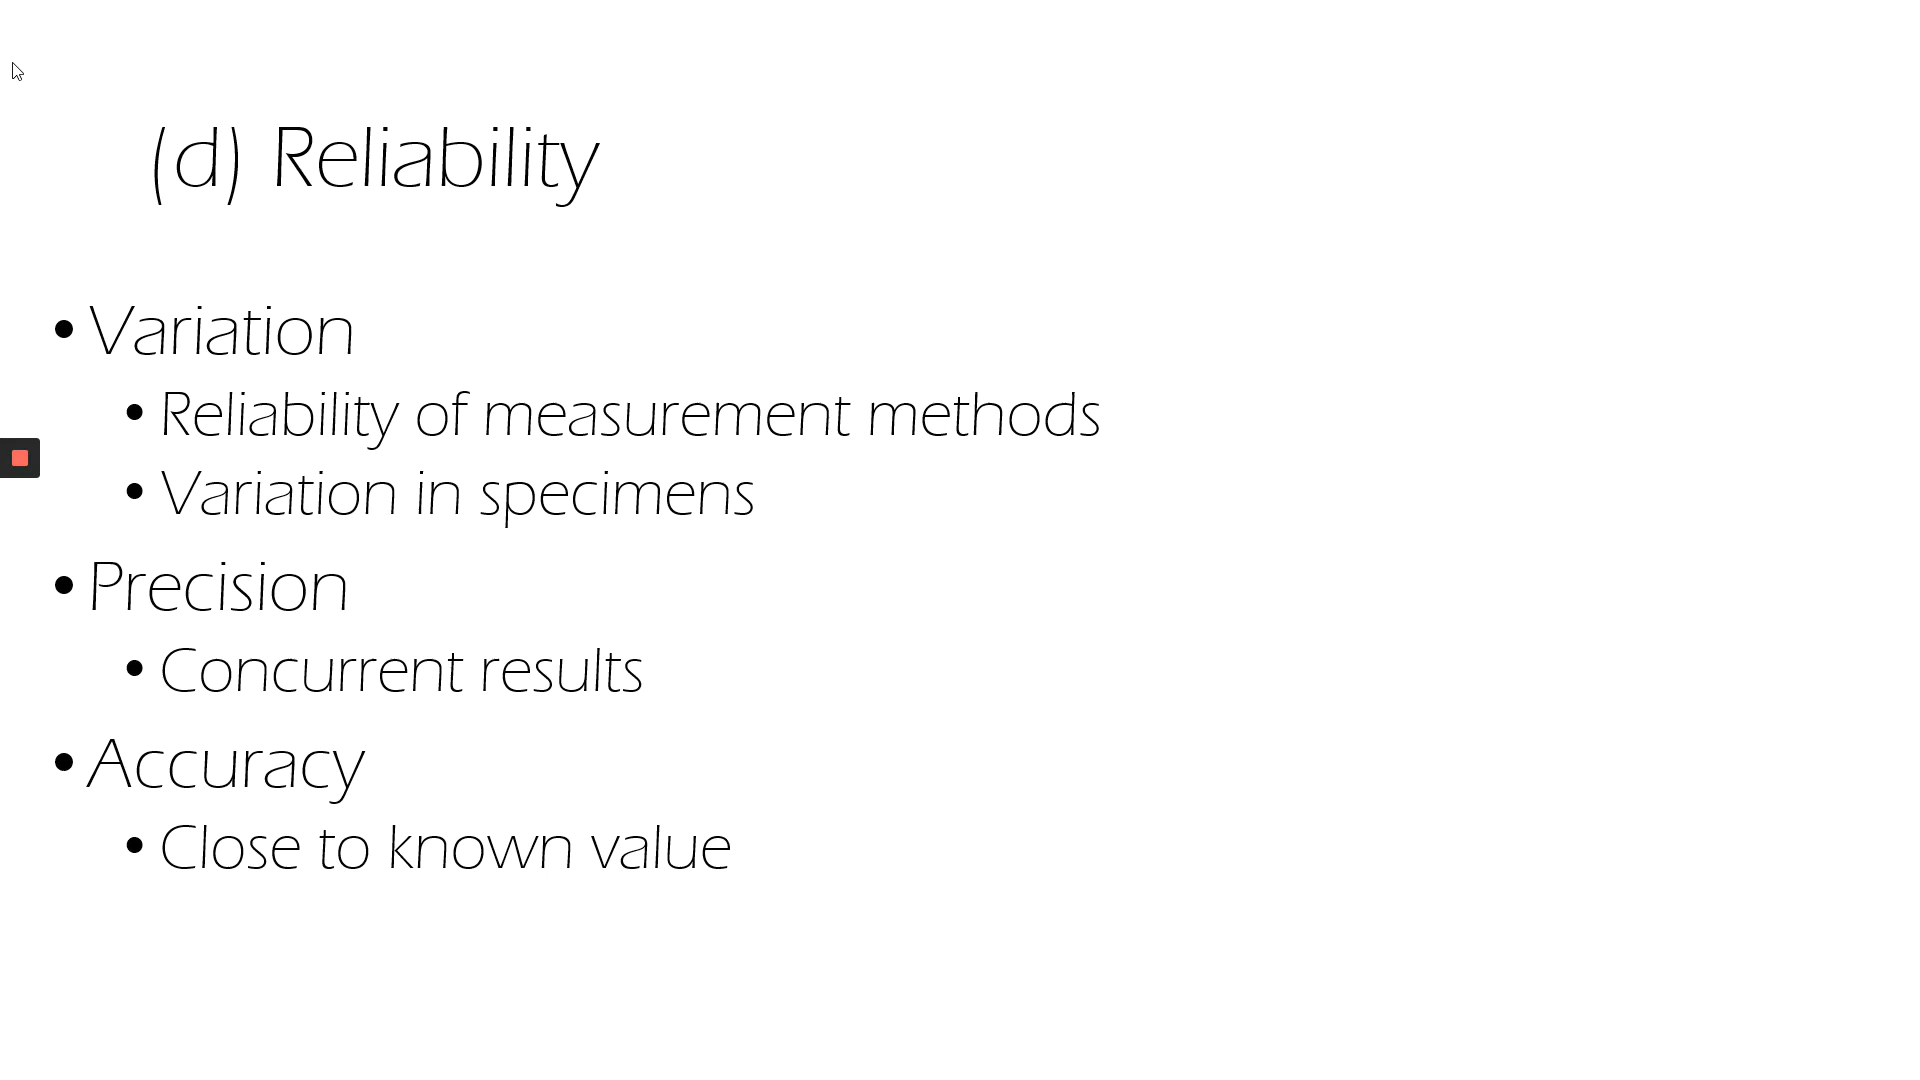 (d) Reliability
• Variation
• Reliability of measurement methods
• Variation in specimens
• Precision
• Concurrent results
• Accuracy
• Close to known value